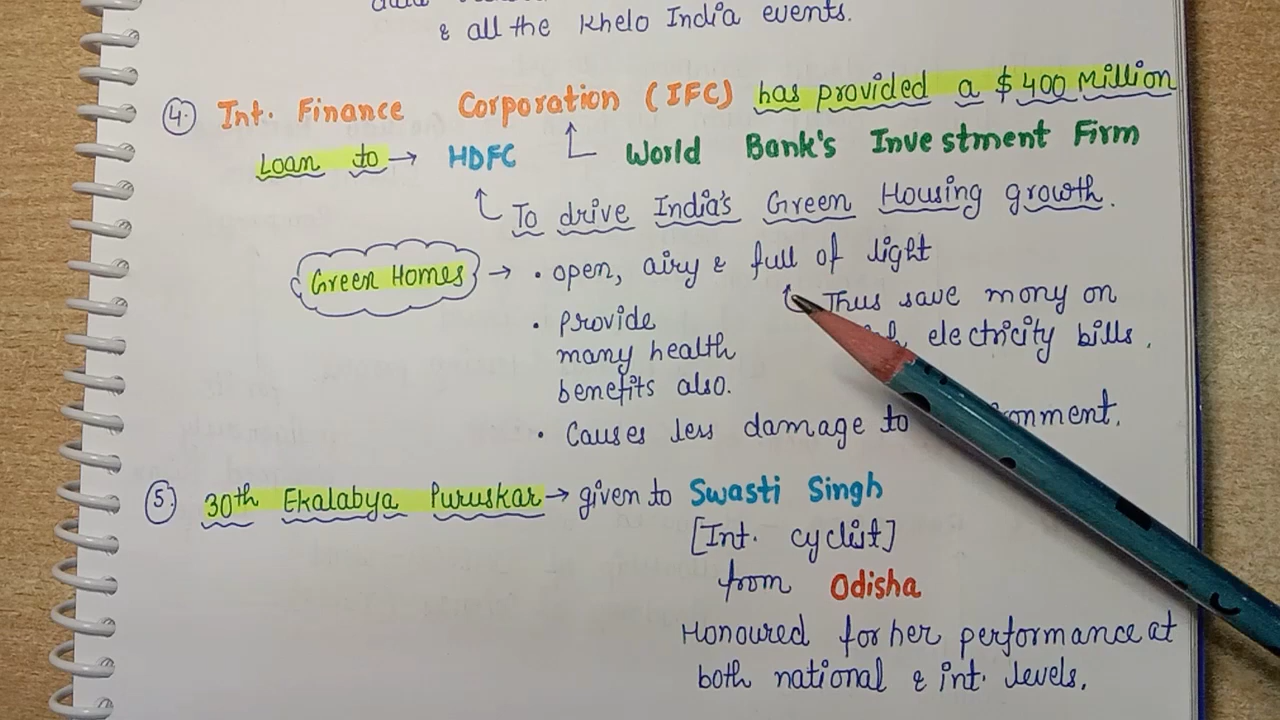 & all the Khelo India events.
4. Int. Finance Corporation (IFC) has provided a $400 Million
Loan to → HDFC World Bank's Investment Firm
To drive India's Green Housing growth.
Green Homes → • open, airy & full of light
Thus save mony on
electricity bills.
• provide
many health
benefits also.
• Causes less damage to
5. 30th Ekalabya Puruskar → given to Swasti Singh
[Int. cyclist]
from Odisha
Honoured for her performance at
both national & int. levels.